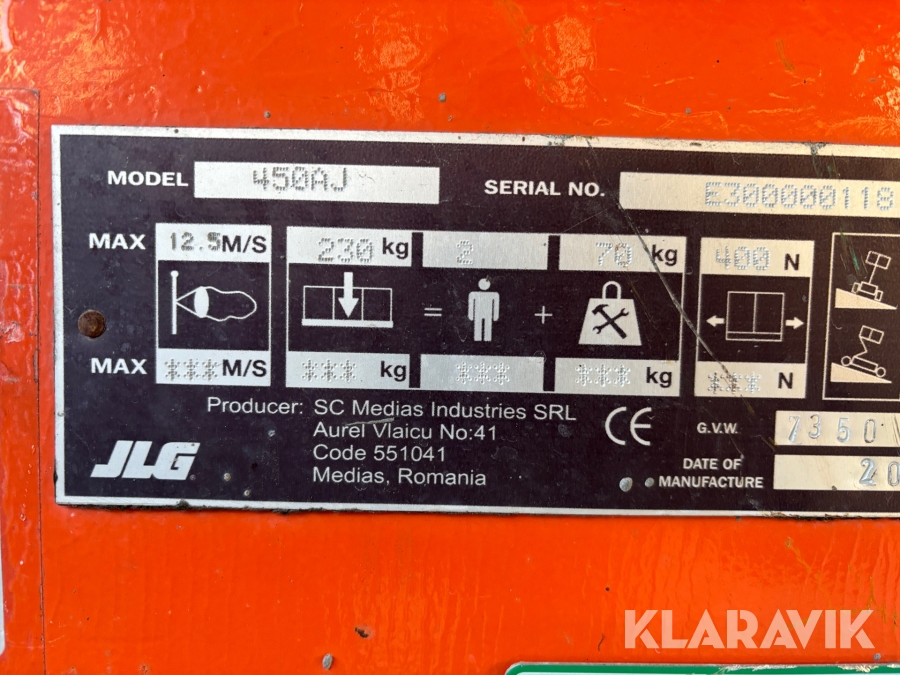 MODEL 450AJ SERIAL NO. E300000118
MAX 12.5 M/S 230 kg 2 70 kg 400 N
= +
MAX *** M/S *** kg *** *** kg *** N
Producer: SC Medias Industries SRL
Aurel Vlaicu No:41
Code 551041
Medias, Romania
CE
G.V.W. 7350
JLG
DATE OF
MANUFACTURE 20
KLARAVIK